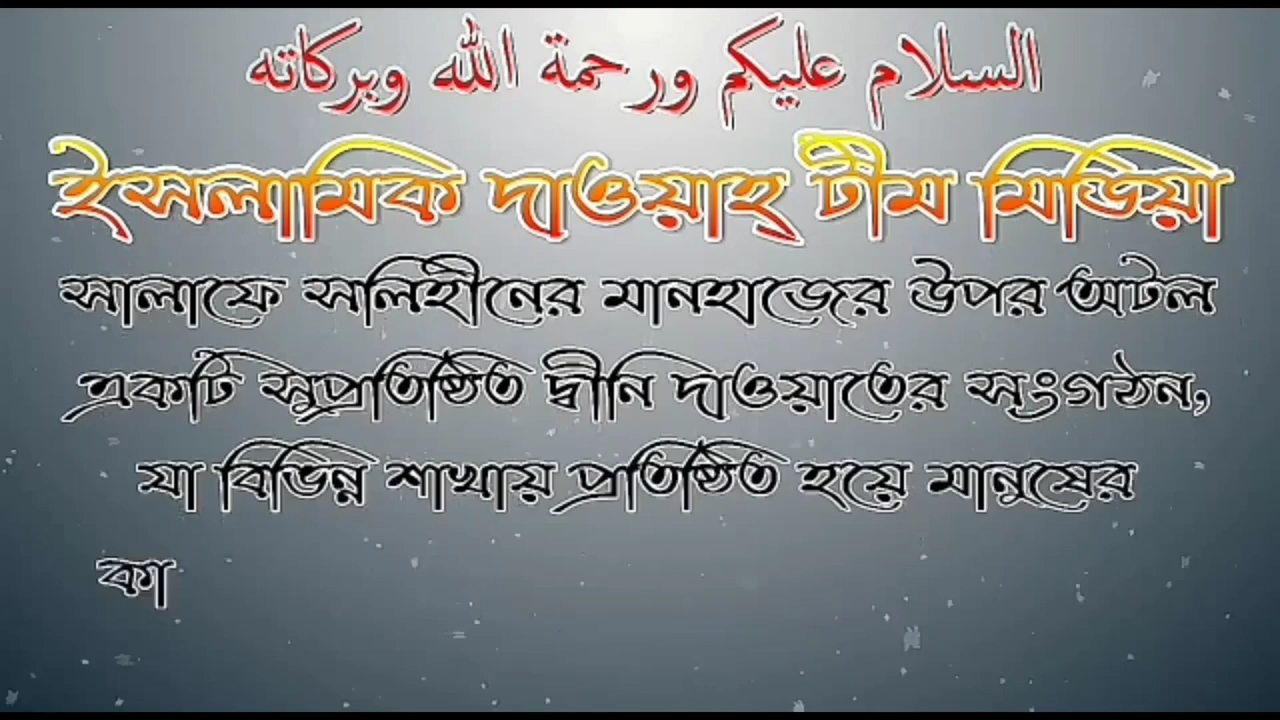 السلام عليكم ورحمة الله وبركاته
ইসলামিক দাওয়াহ্ টীম মিডিয়া
সালাফে সলিহীনের মানহাজের উপর অটল
একটি সুপ্রতিষ্ঠিত দ্বীনি দাওয়াতের সংগঠন,
যা বিভিন্ন শাখায় প্রতিষ্ঠিত হয়ে মানুষের
কা